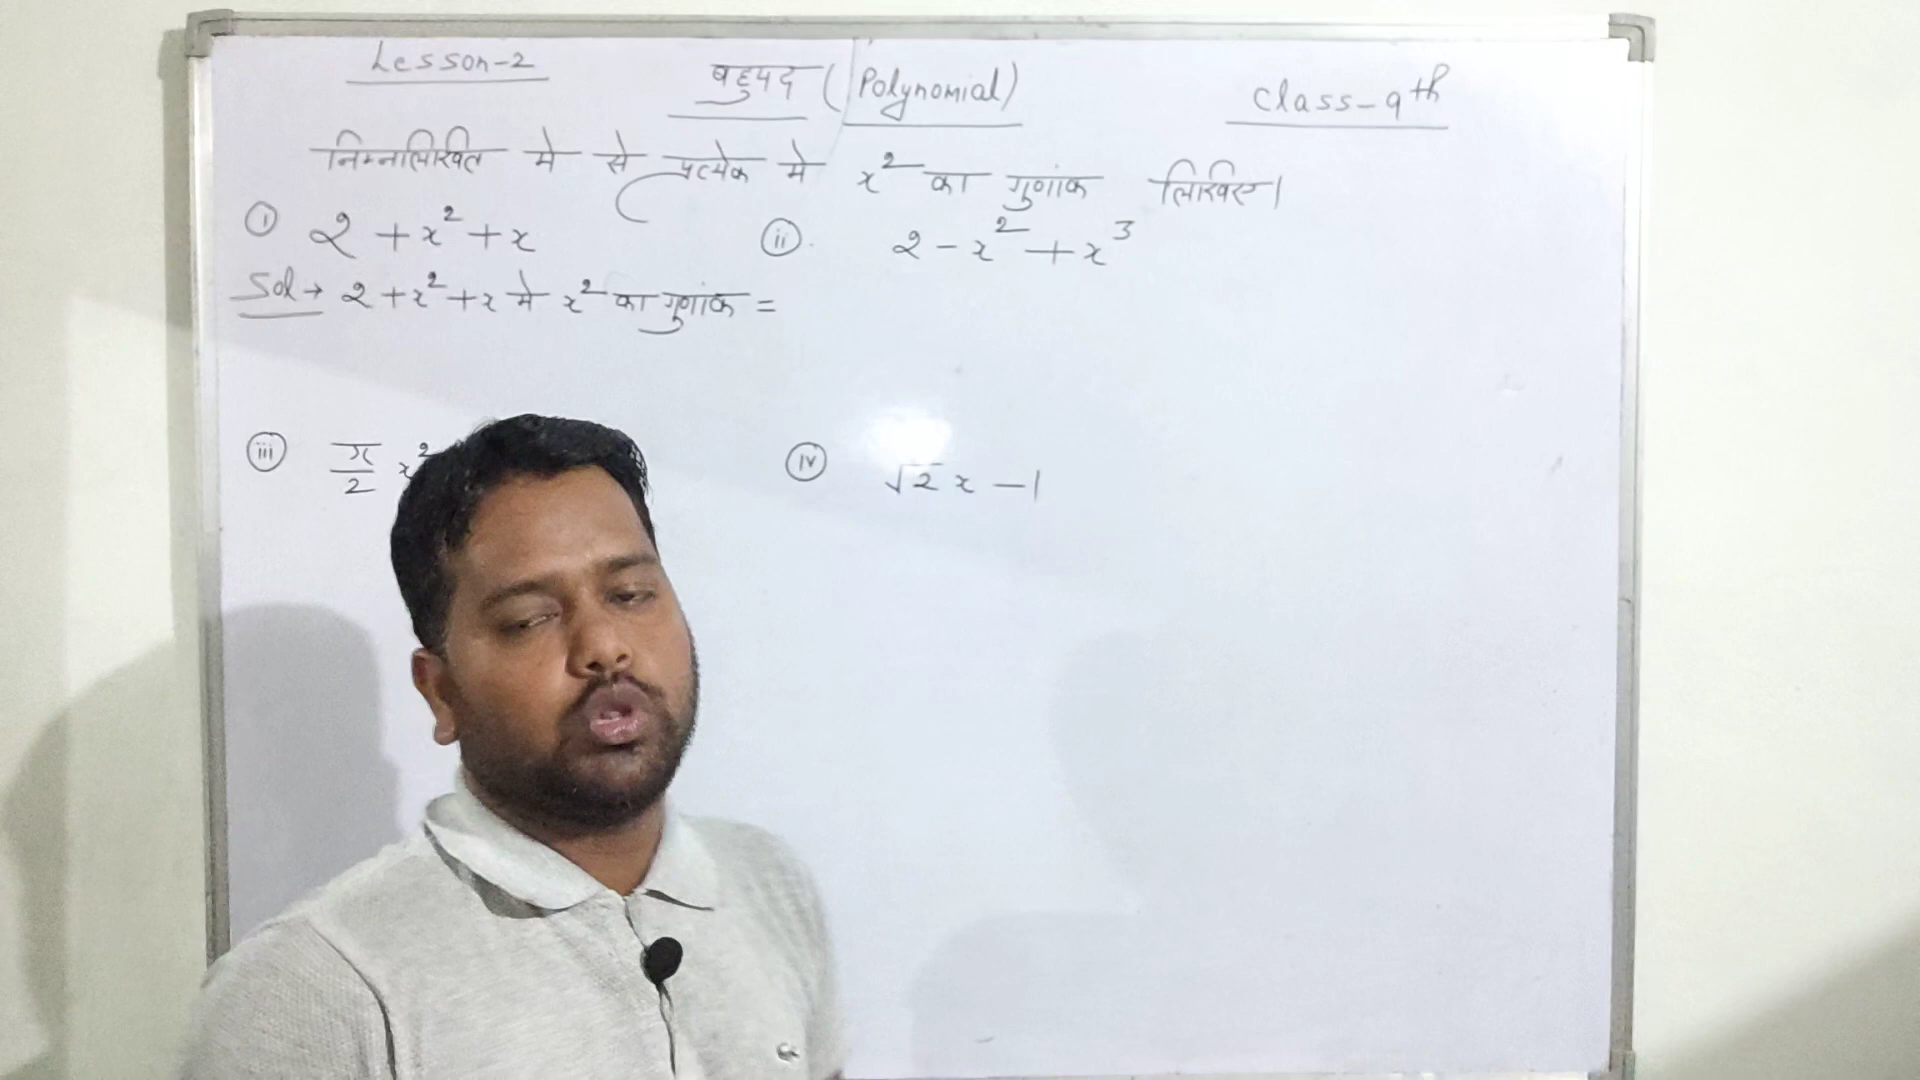 Lesson-2
बहुपद (Polynomial)
Class-9th
निम्नलिखित मे से प्रत्येक मे x² का गुणांक लिखिए।
(i) 2 + x² + x
(ii) 2 - x² + x³
Sol → 2 + x² + x मे x² का गुणांक =
(iii) π/2 x²
(iv) √2 x - 1